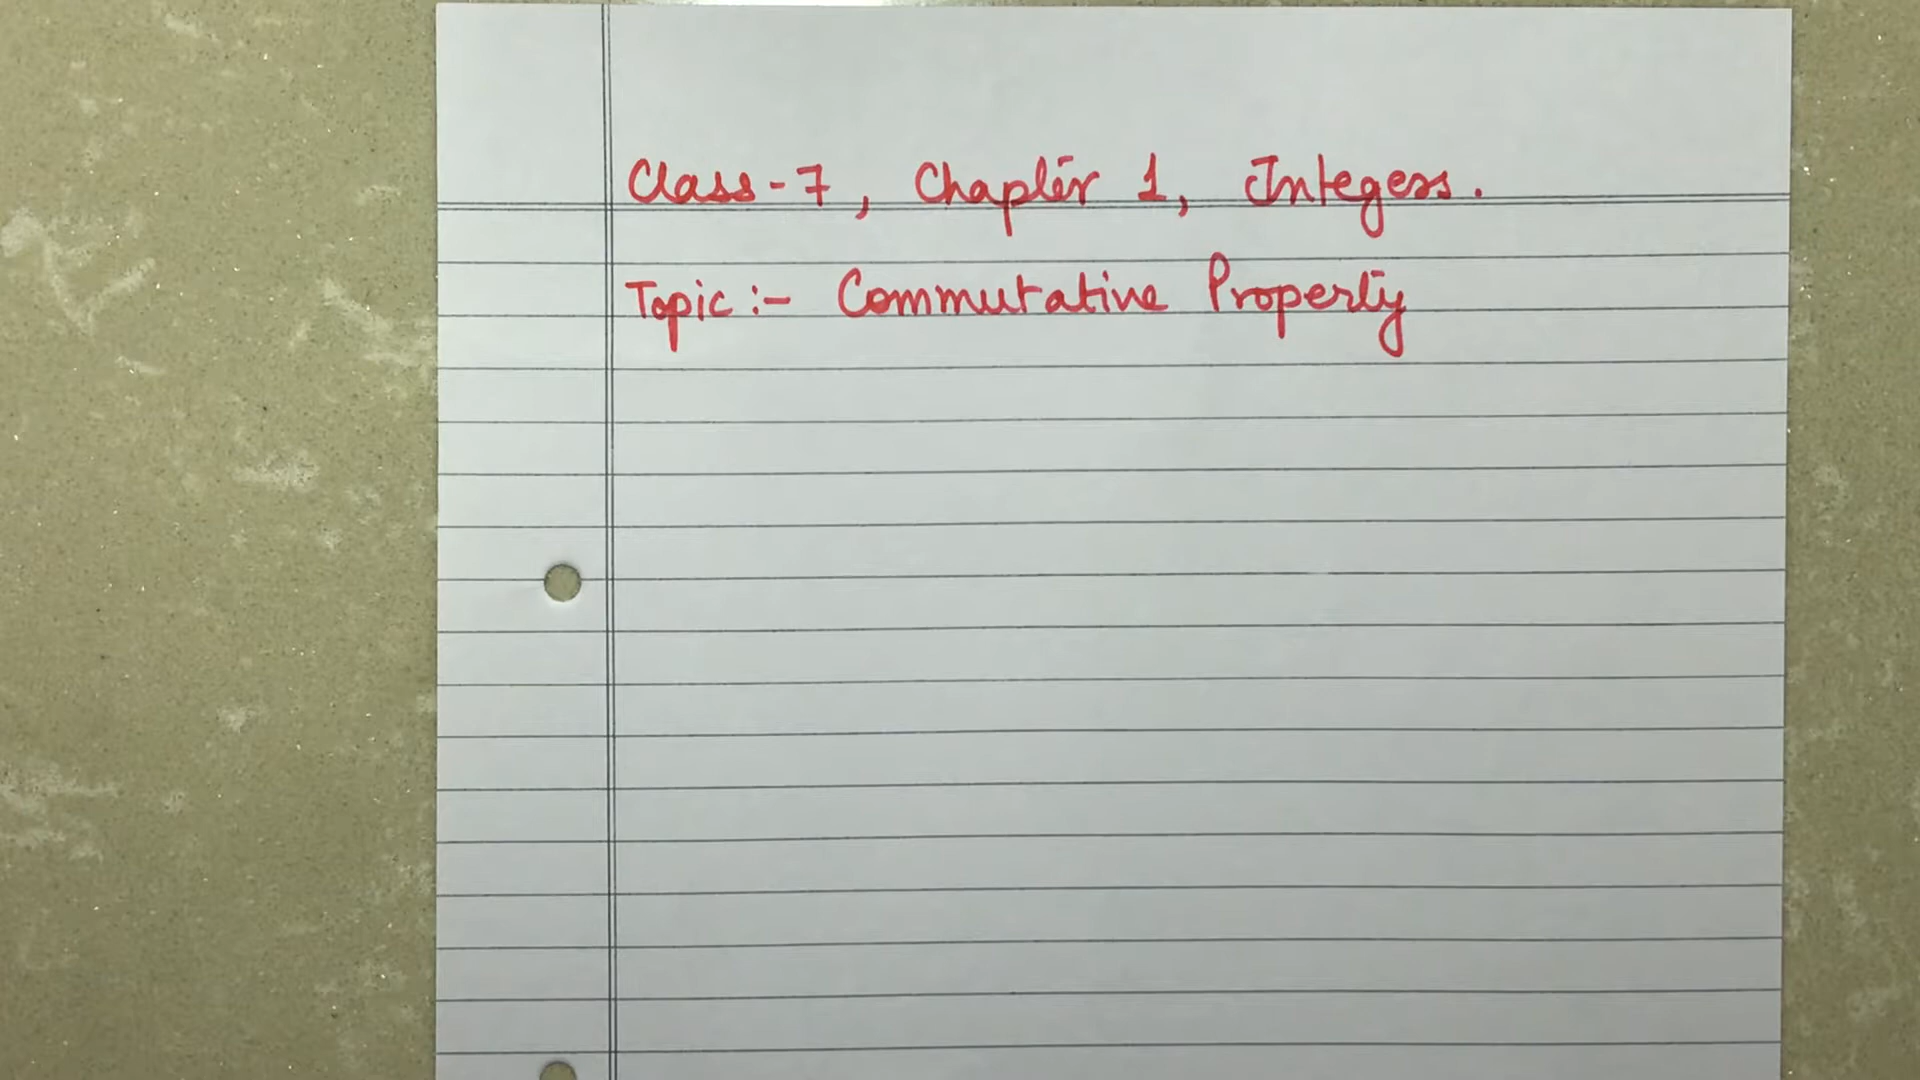 Class-7, Chapter 1, Integers.
Topic:- Commutative Property